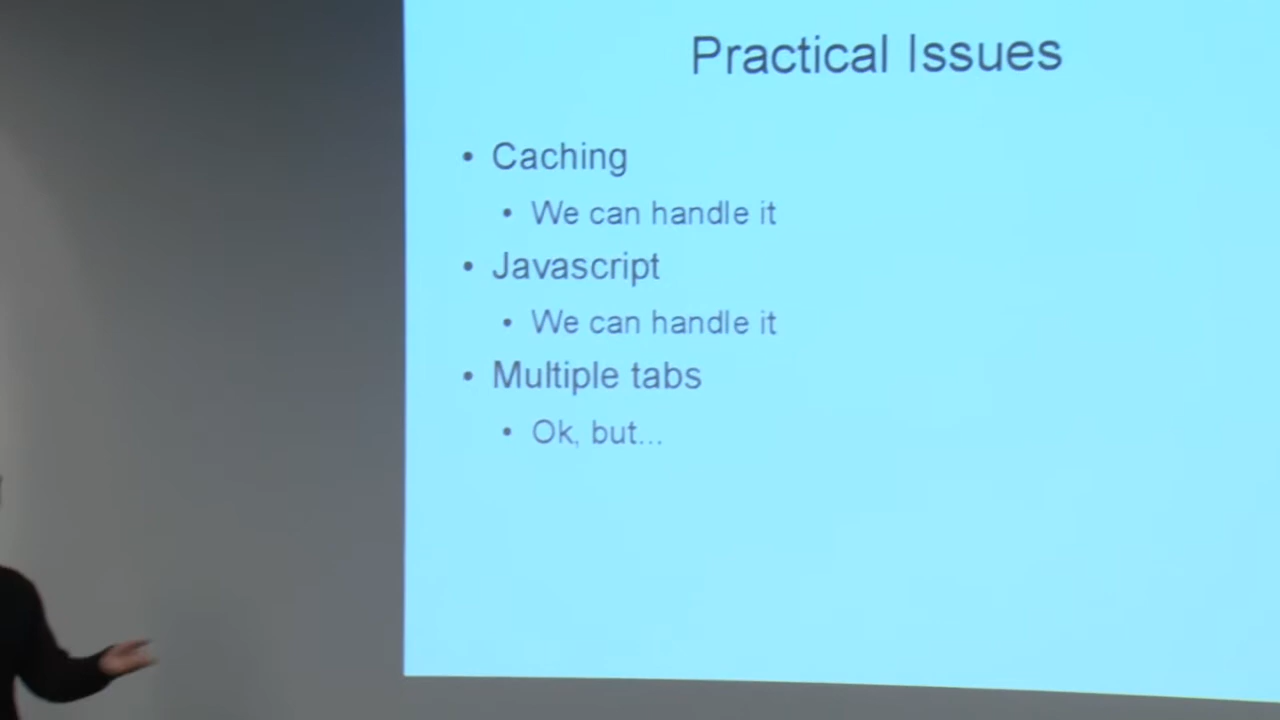 Practical Issues
• Caching
• We can handle it
• Javascript
• We can handle it
• Multiple tabs
• Ok, but...